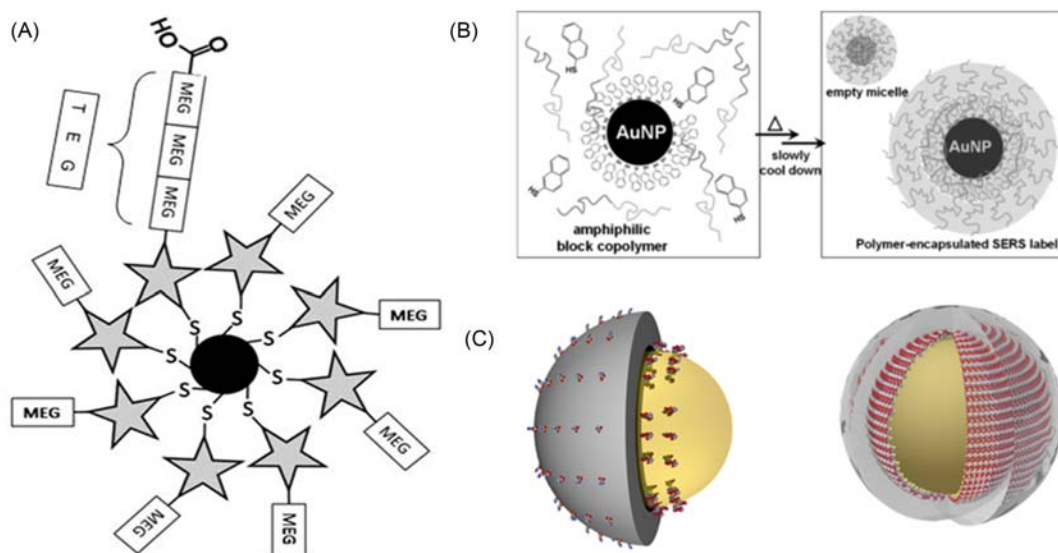 (A)
HO
O
MEG
MEG
MEG
T E G
MEG
MEG
MEG
MEG
MEG
MEG
MEG
S
S
S
S
S
S
S
S
(B)
HS
HS
HS
HS
AuNP
amphiphilic
block copolymer
Δ
slowly
cool down
empty micelle
AuNP
Polymer-encapsulated SERS label
(C)